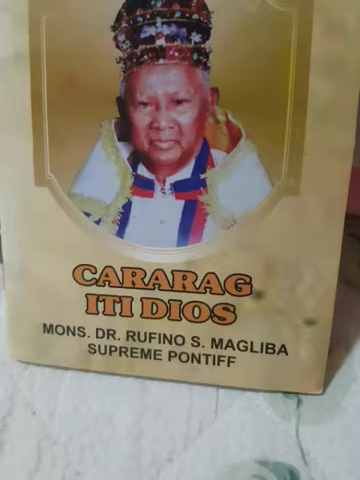 CARARAG
ITI DIOS
MONS. DR. RUFINO S. MAGLIBA
SUPREME PONTIFF